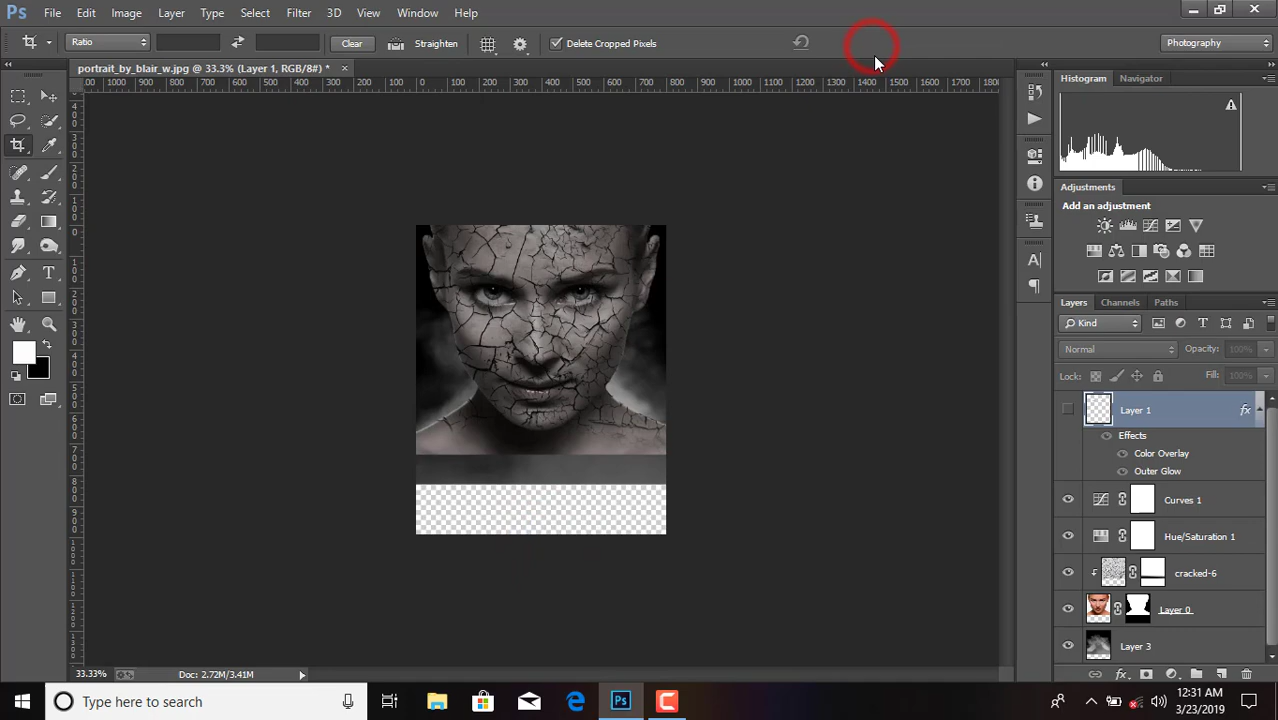 Ps File Edit Image Layer Type Select Filter 3D View Window Help
Ratio Clear Straighten Delete Cropped Pixels Photography
portrait_by_blair_w.jpg @ 33.3% (Layer 1, RGB/8#) * ×
Histogram Navigator
Adjustments
Add an adjustment
Layers Channels Paths
Kind
Normal Opacity: 100%
Lock: Fill: 100%
Layer 1 fx
Effects
Color Overlay
Outer Glow
Curves 1
Hue/Saturation 1
cracked-6
Layer 0
Layer 3
33.33% Doc: 2.72M/3.41M
Type here to search
12:31 AM
3/23/2019